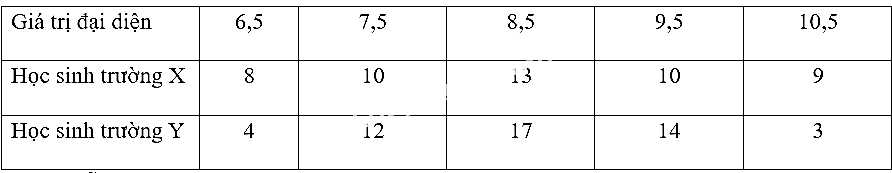 Giá trị đại diện 6,5 7,5 8,5 9,5 10,5
Học sinh trường X 8 10 13 10 9
Học sinh trường Y 4 12 17 14 3